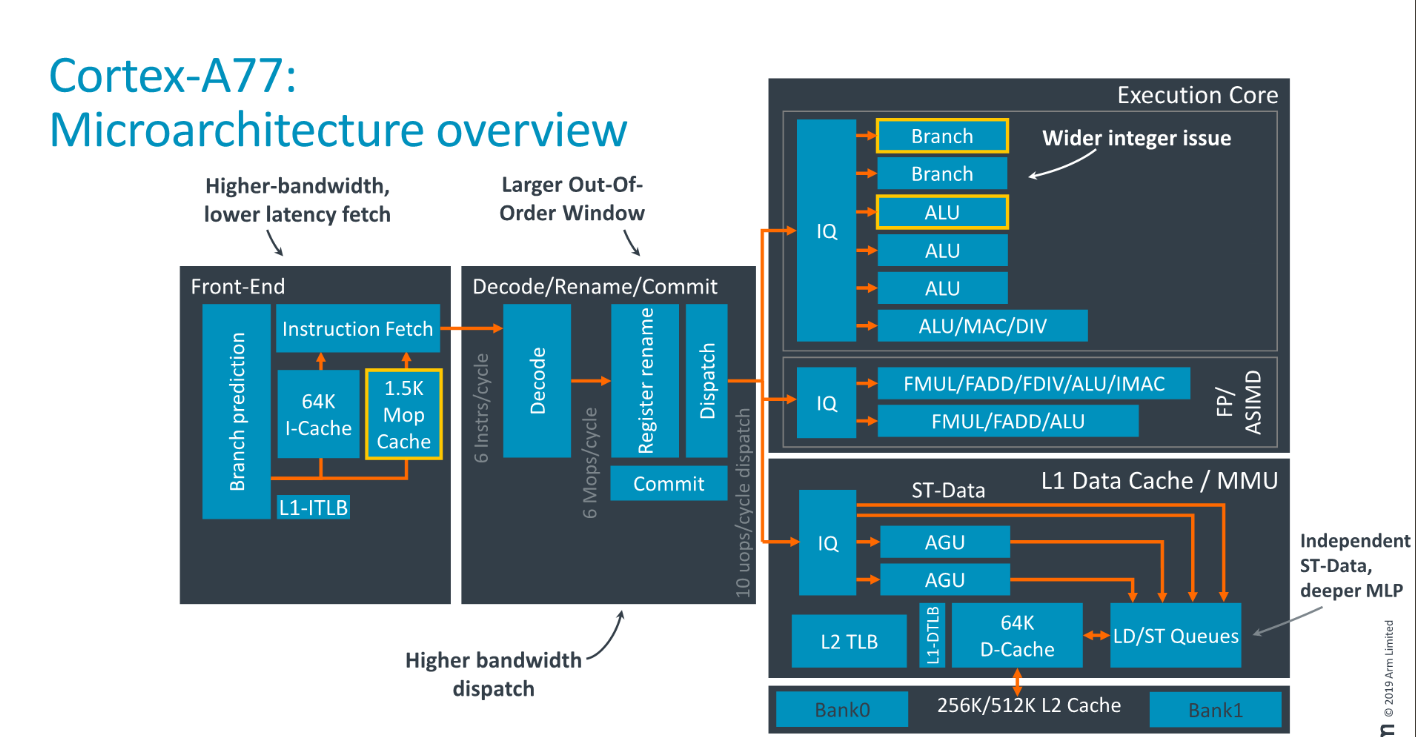 Cortex-A77:
Microarchitecture overview
Higher-bandwidth,
lower latency fetch
Larger Out-Of-
Order Window
Front-End
Branch prediction
Instruction Fetch
64K
I-Cache
1.5K
Mop
Cache
L1-ITLB
Decode/Rename/Commit
6 Instrs/cycle
Decode
6 Mops/cycle
Register rename
Dispatch
Commit
10 uops/cycle dispatch
Higher bandwidth
dispatch
Execution Core
IQ
Branch
Branch
ALU
ALU
ALU
ALU/MAC/DIV
Wider integer issue
IQ
FMUL/FADD/FDIV/ALU/IMAC
FMUL/FADD/ALU
FP/
ASIMD
L1 Data Cache / MMU
ST-Data
IQ
AGU
AGU
L2 TLB
L1-DTLB
64K
D-Cache
LD/ST Queues
Independent
ST-Data,
deeper MLP
Bank0
256K/512K L2 Cache
Bank1
© 2019 Arm Limited